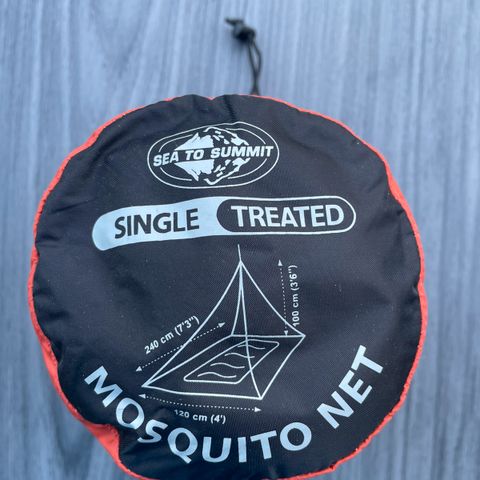 SEA TO SUMMIT
SINGLE TREATED
240 cm (7'3")
100 cm (3'6")
120 cm (4')
MOSQUITO NET